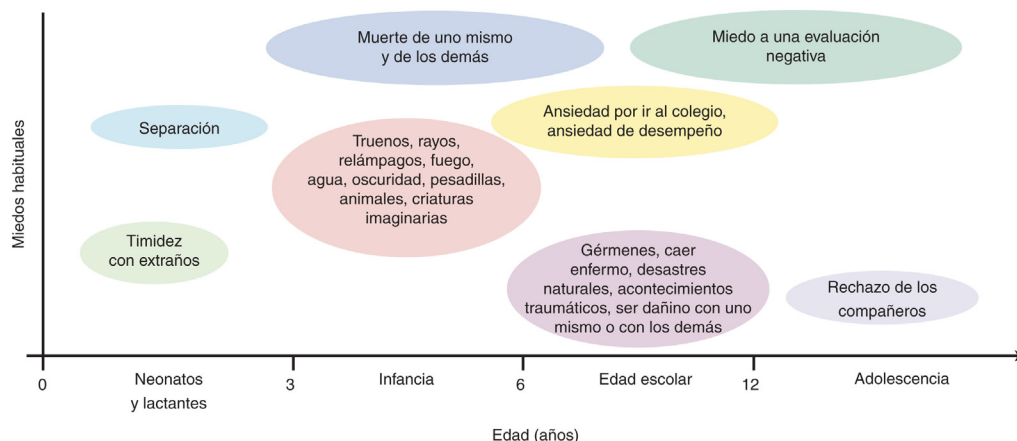 Miedos habituales
Muerte de uno mismo
y de los demás
Miedo a una evaluación
negativa
Separación
Ansiedad por ir al colegio,
ansiedad de desempeño
Truenos, rayos,
relámpagos, fuego,
agua, oscuridad, pesadillas,
animales, criaturas
imaginarias
Timidez
con extraños
Gérmenes, caer
enfermo, desastres
naturales, acontecimientos
traumáticos, ser dañino con uno
mismo o con los demás
Rechazo de los
compañeros
0
Neonatos
y lactantes
3
Infancia
6
Edad escolar
12
Adolescencia
Edad (años)